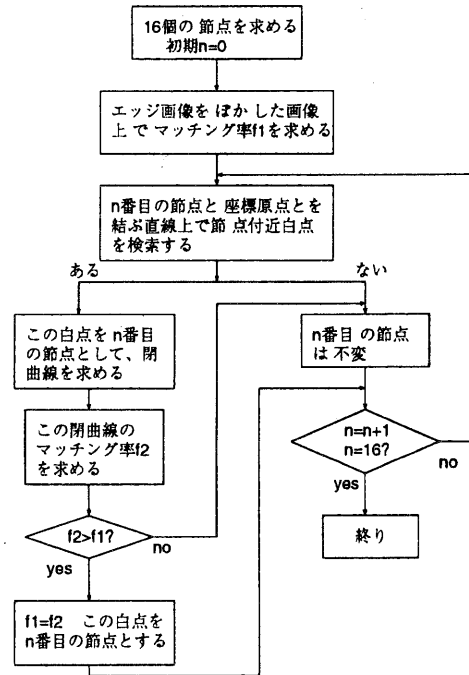 16個の 節点を求める
初期n=0
エッジ画像を ぼか した画像
上 で マッチング率f1を求める
n番目の節点と 座標原点とを
結ぶ直線上で節 点付近白点
を検索する
ある
ない
この白点を n番目
の節点として、閉
曲線を求める
n番目 の節点
は 不変
この閉曲線の
マッチング率f2
を求める
n=n+1
n=16?
no
yes
f2>f1?
no
yes
終り
f1=f2 この白点を
n番目の節点とする